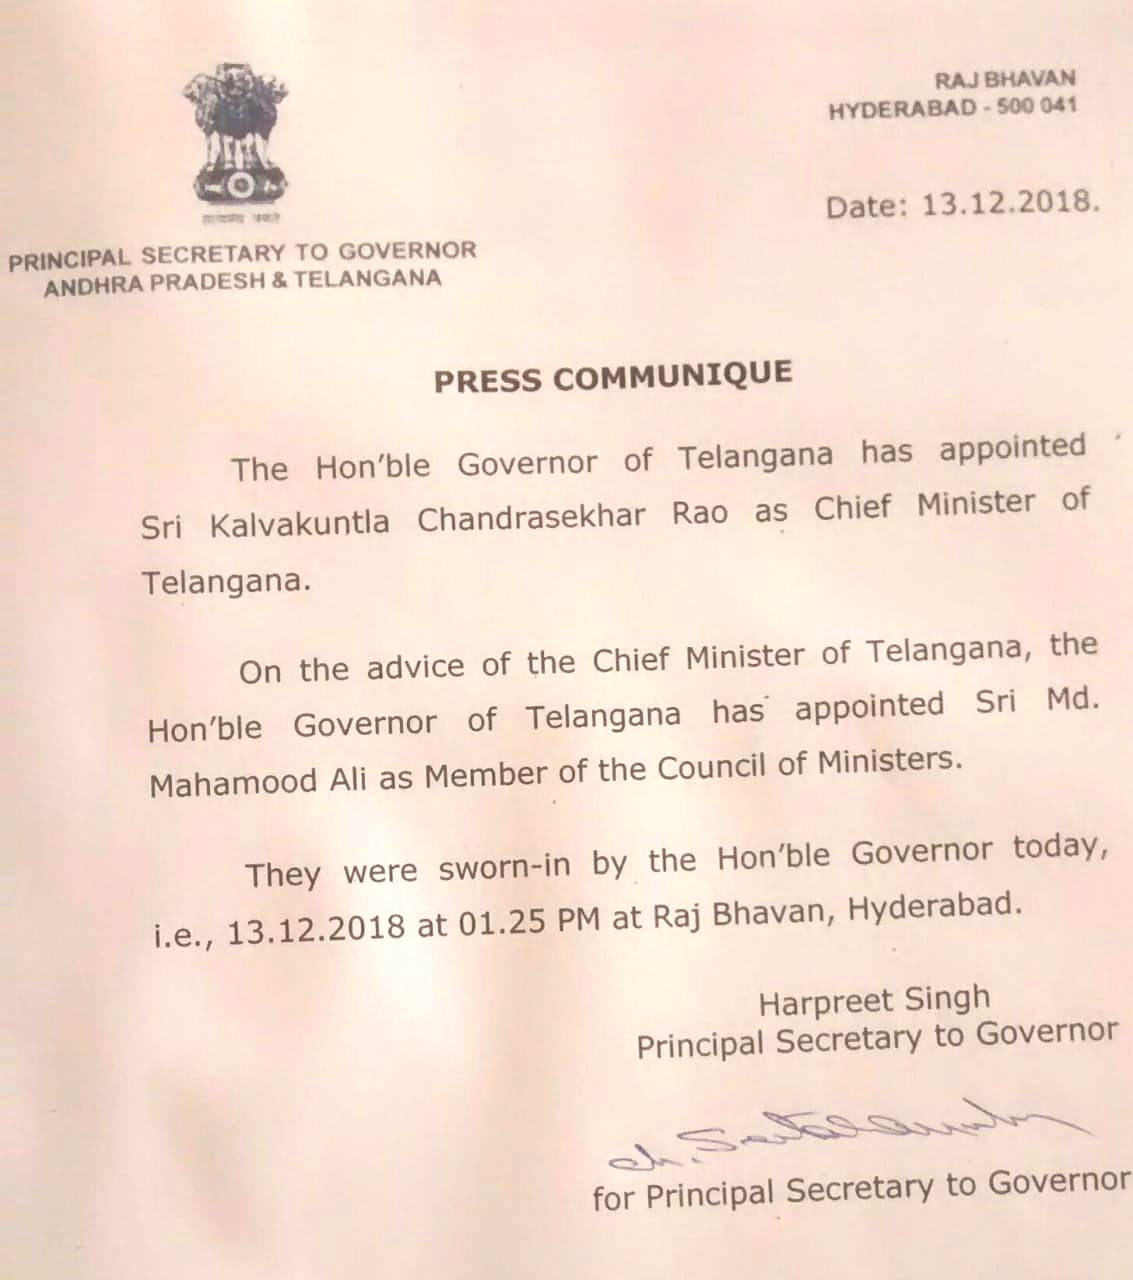 RAJ BHAVAN
HYDERABAD - 500 041
Date: 13.12.2018.
PRINCIPAL SECRETARY TO GOVERNOR
ANDHRA PRADESH & TELANGANA
PRESS COMMUNIQUE
The Hon'ble Governor of Telangana has appointed
Sri Kalvakuntla Chandrasekhar Rao as Chief Minister of
Telangana.
On the advice of the Chief Minister of Telangana, the
Hon'ble Governor of Telangana has appointed Sri Md.
Mahamood Ali as Member of the Council of Ministers.
They were sworn-in by the Hon'ble Governor today,
i.e., 13.12.2018 at 01.25 PM at Raj Bhavan, Hyderabad.
Harpreet Singh
Principal Secretary to Governor
for Principal Secretary to Governor